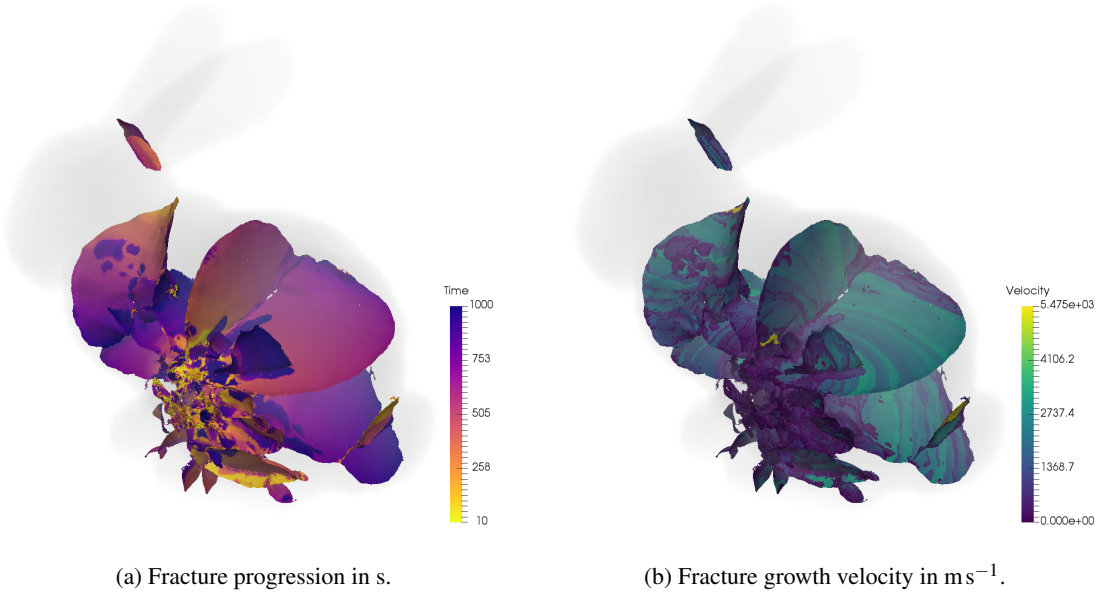 Time
1000
753
505
258
10
(a) Fracture progression in s.
Velocity
5.475e+03
4106.2
2737.4
1368.7
0.000e+00
(b) Fracture growth velocity in m s⁻¹.